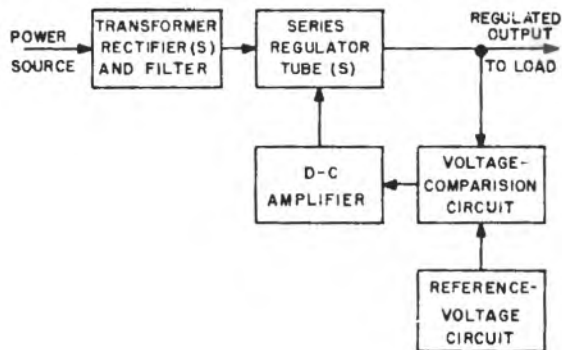 POWER
SOURCE
TRANSFORMER
RECTIFIER(S)
AND FILTER
SERIES
REGULATOR
TUBE (S)
REGULATED
OUTPUT
TO LOAD
D-C
AMPLIFIER
VOLTAGE-
COMPARISION
CIRCUIT
REFERENCE-
VOLTAGE
CIRCUIT